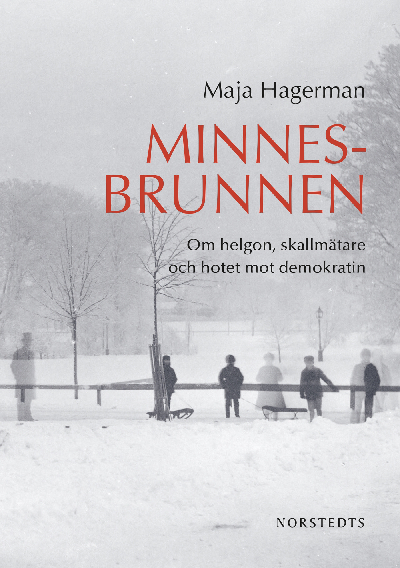 Maja Hagerman
MINNES-
BRUNNEN
Om helgon, skallmätare
och hotet mot demokratin
NORSTEDTS